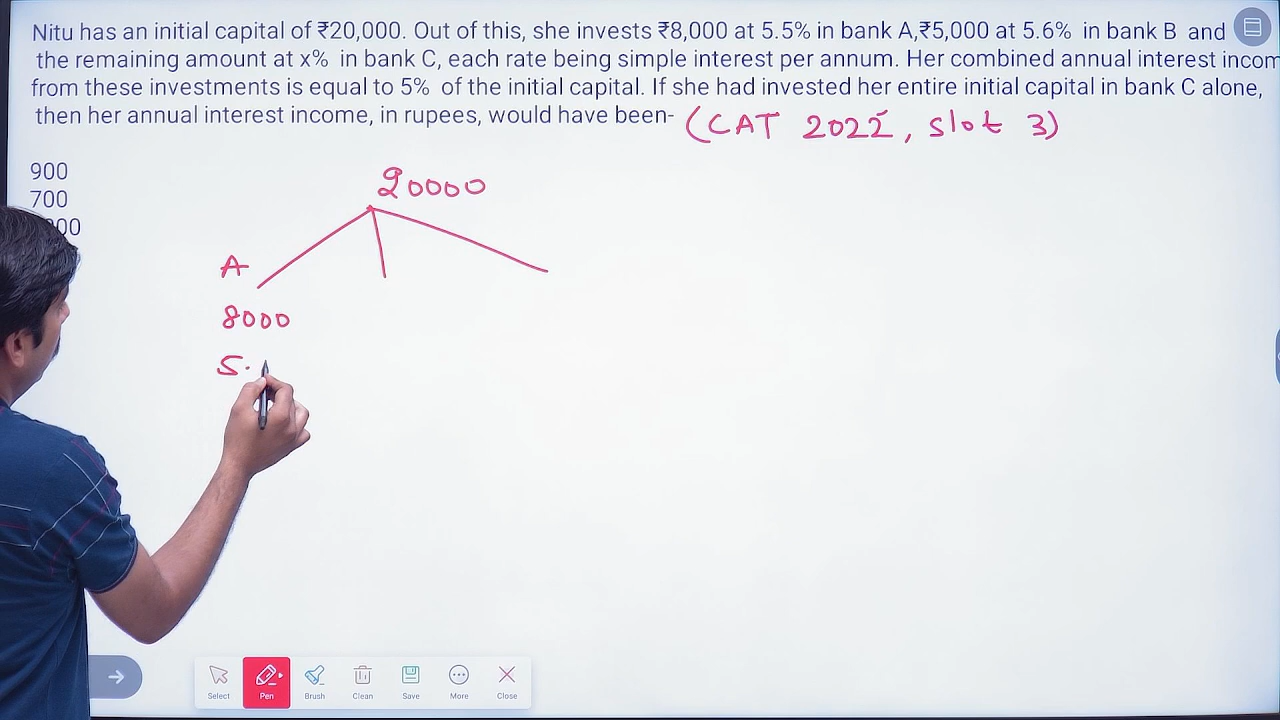 Nitu has an initial capital of ₹20,000. Out of this, she invests ₹8,000 at 5.5% in bank A,₹5,000 at 5.6% in bank B and
the remaining amount at x% in bank C, each rate being simple interest per annum. Her combined annual interest incom
from these investments is equal to 5% of the initial capital. If she had invested her entire initial capital in bank C alone,
then her annual interest income, in rupees, would have been- (CAT 2022, slot 3)
900
700
00
20000
A
8000
5.
Select Pen Brush Clean Save More Close